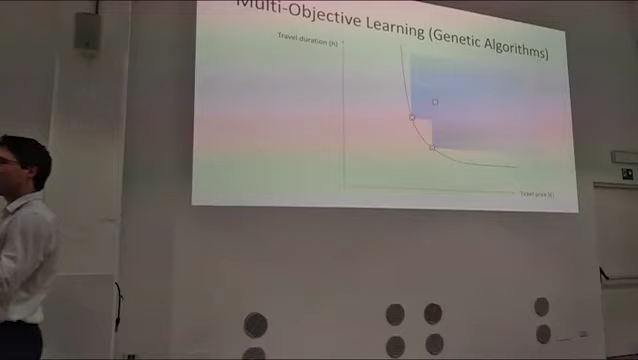 Multi-Objective Learning (Genetic Algorithms)
Travel duration (h)
Travel price (€)